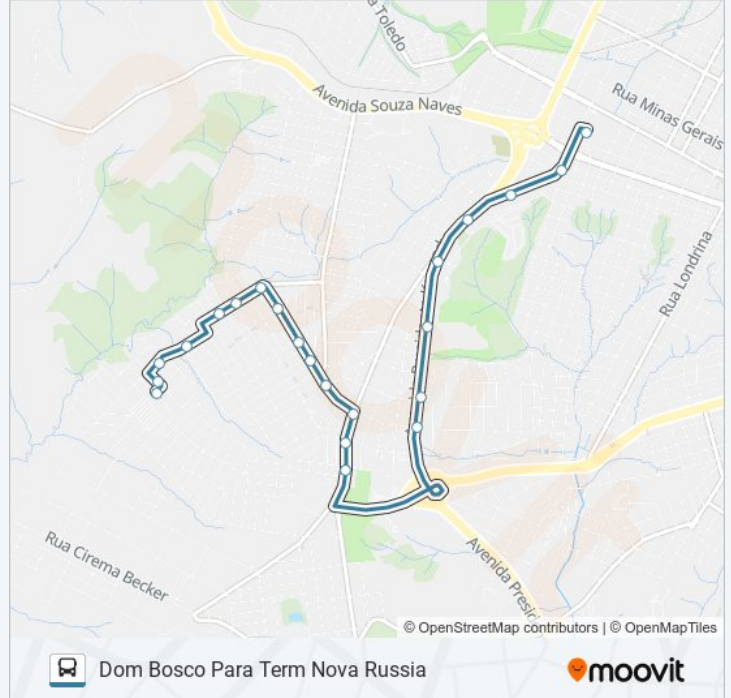 Toledo
Avenida Souza Naves
Rua Minas Gerais
Rua Londrina
Rua Cirema Becker
Avenida Presid
© OpenStreetMap contributors | © OpenMapTiles
Dom Bosco Para Term Nova Russia
moovit